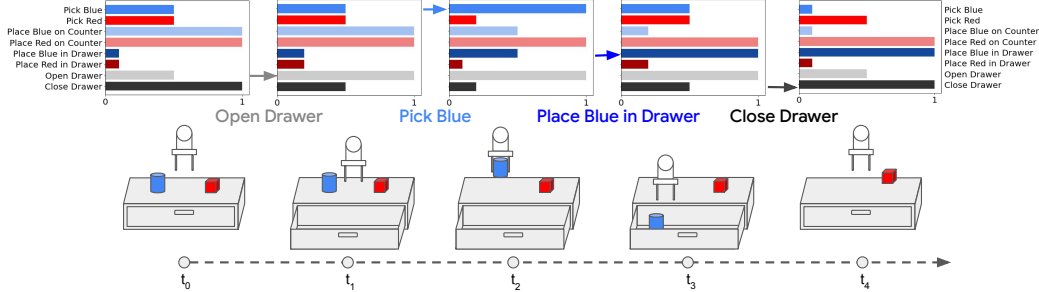 Pick Blue
Pick Red
Place Blue on Counter
Place Red on Counter
Place Blue in Drawer
Place Red in Drawer
Open Drawer
Close Drawer
0 1
0 1
0 1
0 1
0 1
Pick Blue
Pick Red
Place Blue on Counter
Place Red on Counter
Place Blue in Drawer
Place Red in Drawer
Open Drawer
Close Drawer
Open Drawer
Pick Blue
Place Blue in Drawer
Close Drawer
t0 t1 t2 t3 t4